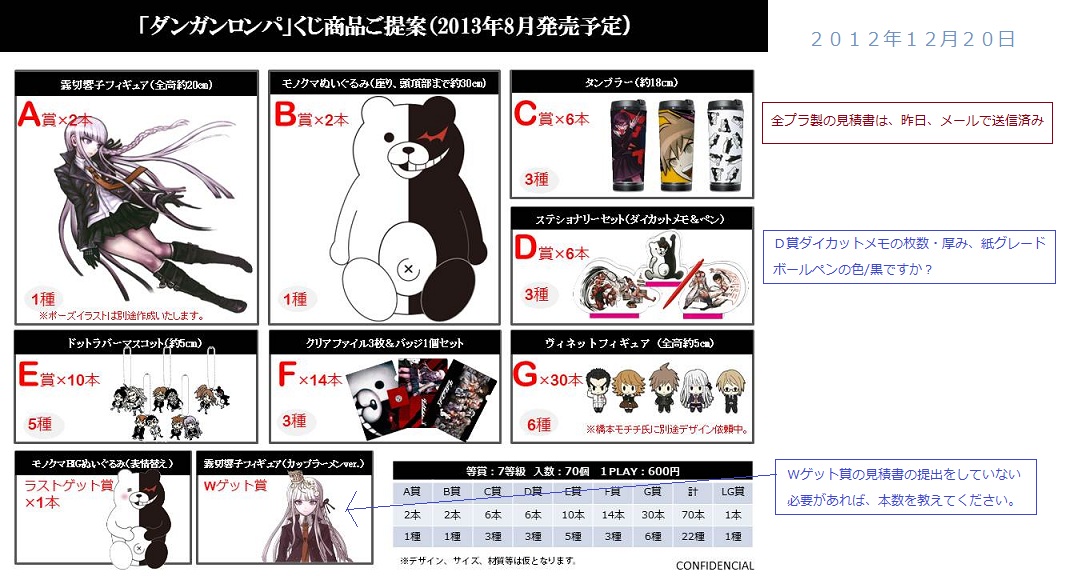 「ダンガンロンパ」くじ商品ご提案(2013年8月発売予定)
２０１２年１２月２０日
霧切響子フィギュア(全高約20cm)
A賞×2本
1種
※ポーズイラストは別途作成いたします。
モノクマぬいぐるみ(座り、頭頂部まで約30cm)
B賞×2本
1種
タンブラー(約18cm)
C賞×6本
3種
全プラ製の見積書は、昨日、メールで送信済み
ステショナリーセット(ダイカットメモ＆ペン)
D賞×6本
3種
Ｄ賞ダイカットメモの枚数・厚み、紙グレード
ボールペンの色/黒ですか？
ドットラバーマスコット(約5cm)
E賞×10本
5種
クリアファイル3枚＆バッジ1個セット
F×14本
3種
ヴィネットフィギュア (全高約5cm)
G×30本
6種
※橋本モチチ氏に別途デザイン依頼中。
モノクマBIGぬいぐるみ(表情替え)
ラストゲット賞
×1本
霧切響子フィギュア(カップラーメンver.)
Wゲット賞
等賞：7等級 入数：70個 1PLAY：600円
A賞 B賞 C賞 D賞 E賞 F賞 G賞 計 LG賞
2本 2本 6本 6本 10本 14本 30本 70本 1本
1種 1種 3種 3種 5種 3種 6種 22種 1種
※デザイン、サイズ、材質等は仮となります。
CONFIDENCIAL
Ｗゲット賞の見積書の提出をしていない
必要があれば、本数を教えてください。